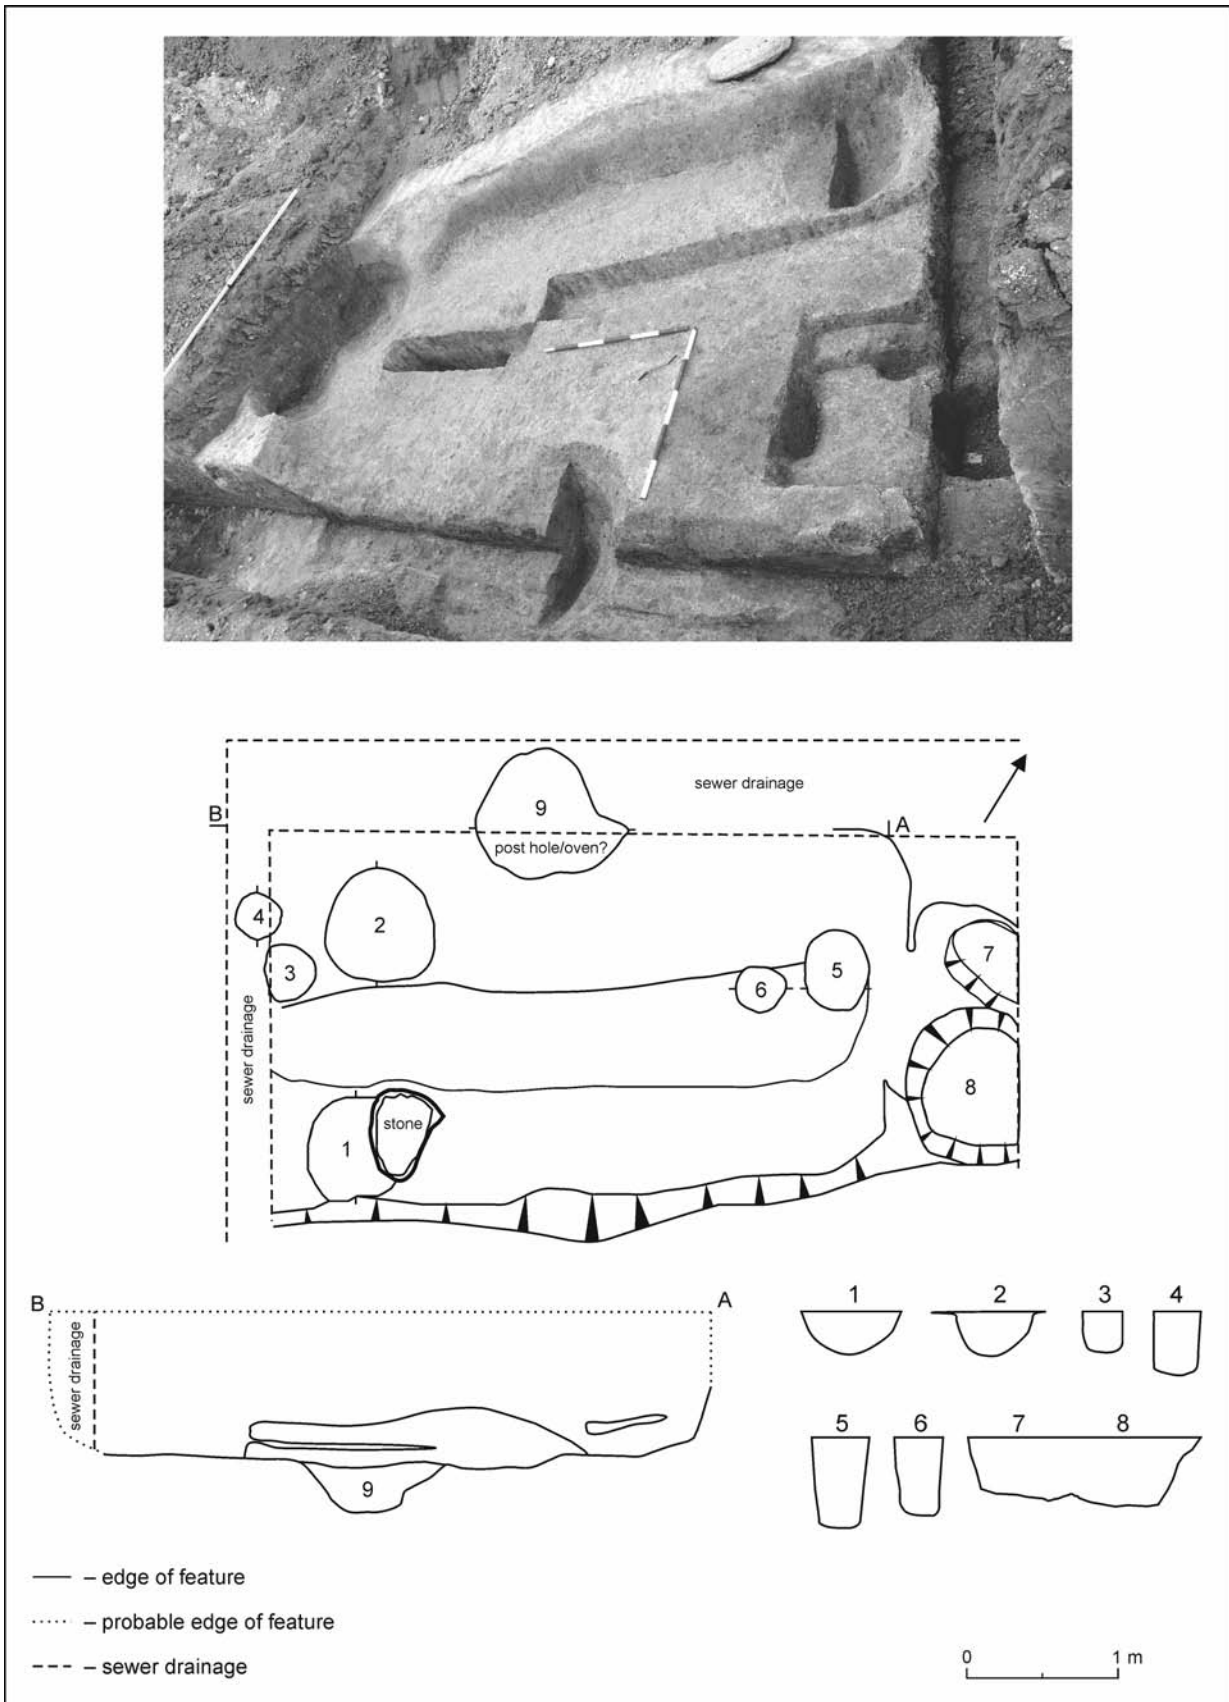 sewer drainage
B
9
A
post hole/oven?
4
2
3
5
7
6
sewer drainage
8
stone
1
B
A
1
2
3
4
sewer drainage
5
6
7
8
9
– edge of feature
– probable edge of feature
– sewer drainage
0
1 m